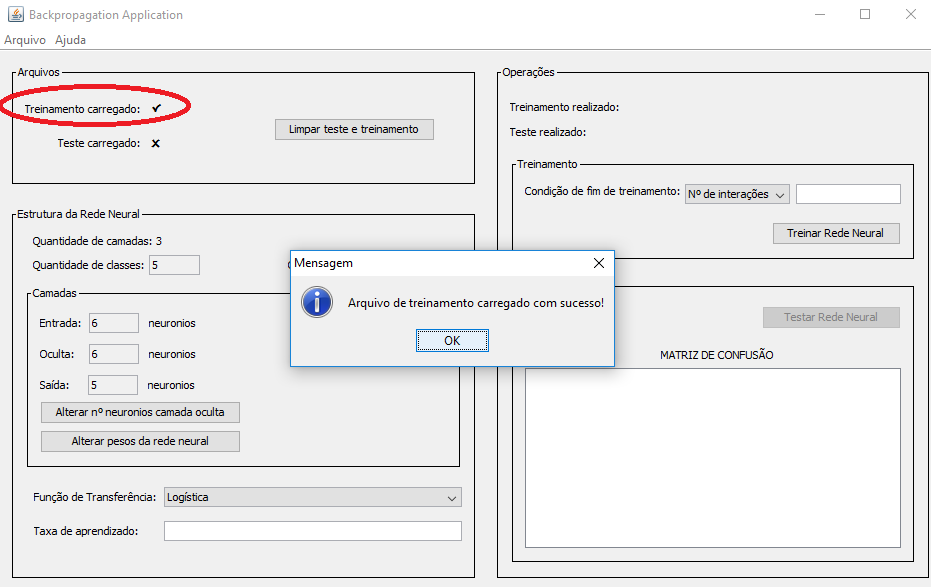 Backpropagation Application
Arquivo Ajuda
Arquivos
Treinamento carregado: ✔
Teste carregado: x
Limpar teste e treinamento
Estrutura da Rede Neural
Quantidade de camadas: 3
Quantidade de classes: 5
Camadas
Entrada: 6 neuronios
Oculta: 6 neuronios
Saída: 5 neuronios
Alterar nº neuronios camada oculta
Alterar pesos da rede neural
Função de Transferência: Logística
Taxa de aprendizado:
Mensagem
Arquivo de treinamento carregado com sucesso!
OK
Operações
Treinamento realizado:
Teste realizado:
Treinamento
Condição de fim de treinamento: Nº de interações
Treinar Rede Neural
Testar Rede Neural
MATRIZ DE CONFUSÃO